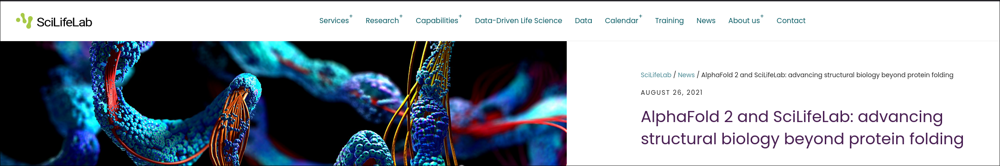 SciLifeLab
Services+ Research+ Capabilities+ Data-Driven Life Science Data Calendar+ Training News About us+ Contact
SciLifeLab / News / AlphaFold 2 and SciLifeLab: advancing structural biology beyond protein folding
AUGUST 26, 2021
AlphaFold 2 and SciLifeLab: advancing
structural biology beyond protein folding